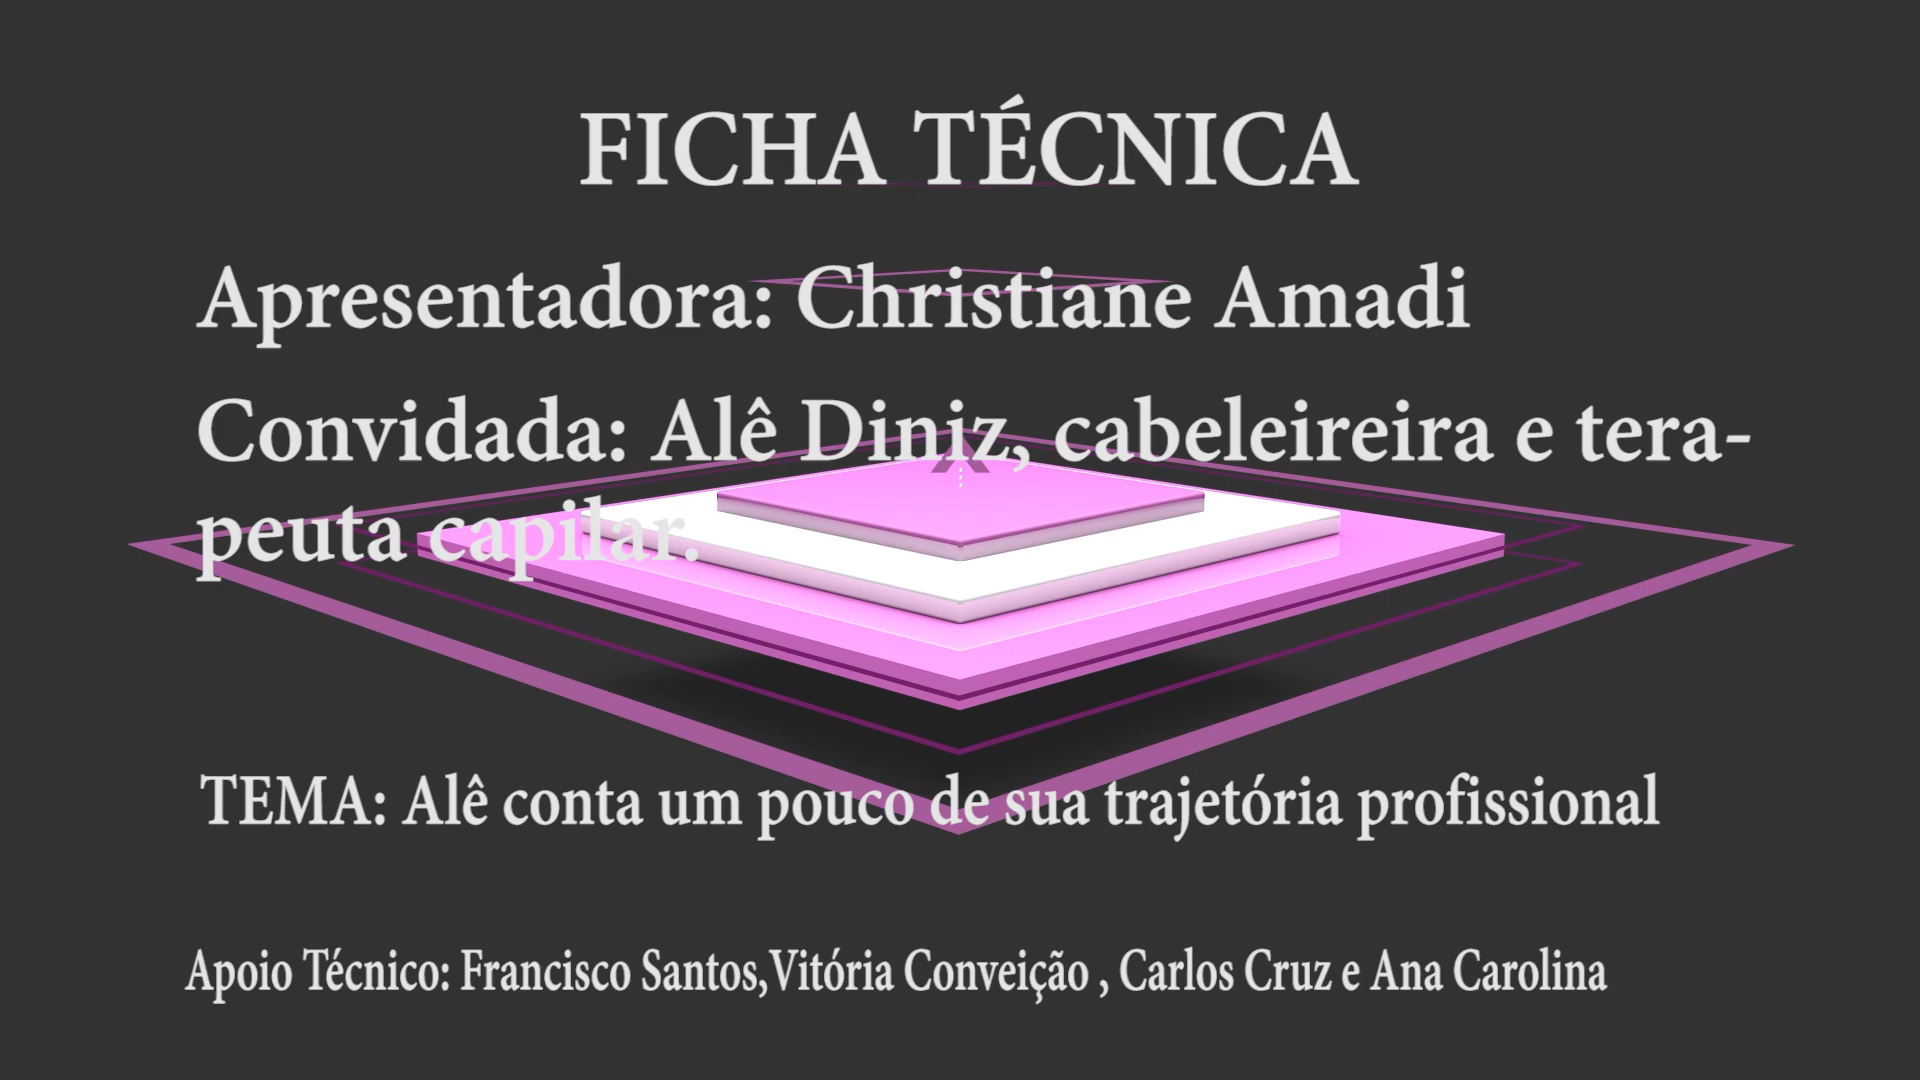 FICHA TÉCNICA
Apresentadora: Christiane Amadi
Convidada: Alê Diniz, cabeleireira e tera-
peuta capilar.
TEMA: Alê conta um pouco de sua trajetória profissional
Apoio Técnico: Francisco Santos,Vitória Conveição , Carlos Cruz e Ana Carolina